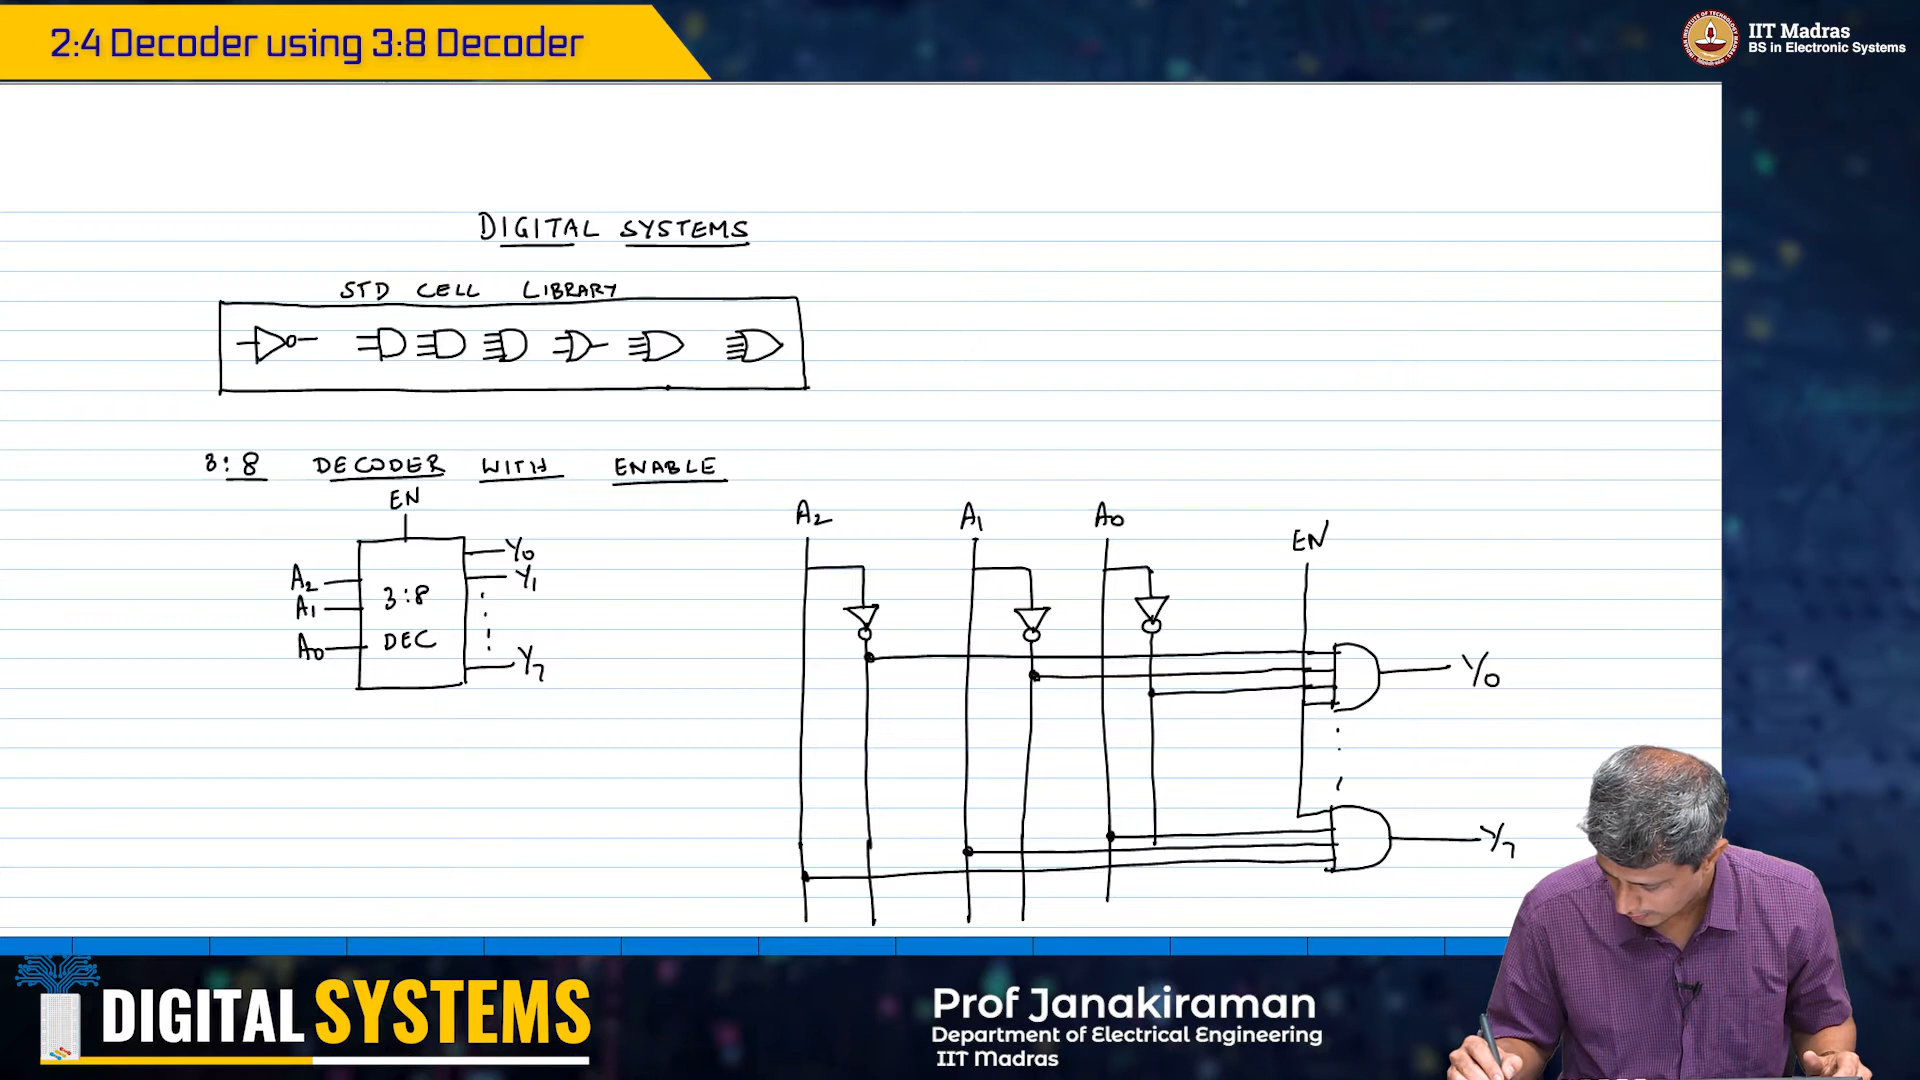 2:4 Decoder using 3:8 Decoder
IIT Madras
BS in Electronic Systems
DIGITAL SYSTEMS
STD CELL LIBRARY
3:8 DECODER WITH ENABLE
EN
A2
A1
A0
3:8
DEC
Y0
Y1
Y7
A2 A1 A0 EN
Y0
Y7
DIGITAL SYSTEMS
Prof Janakiraman
Department of Electrical Engineering
IIT Madras